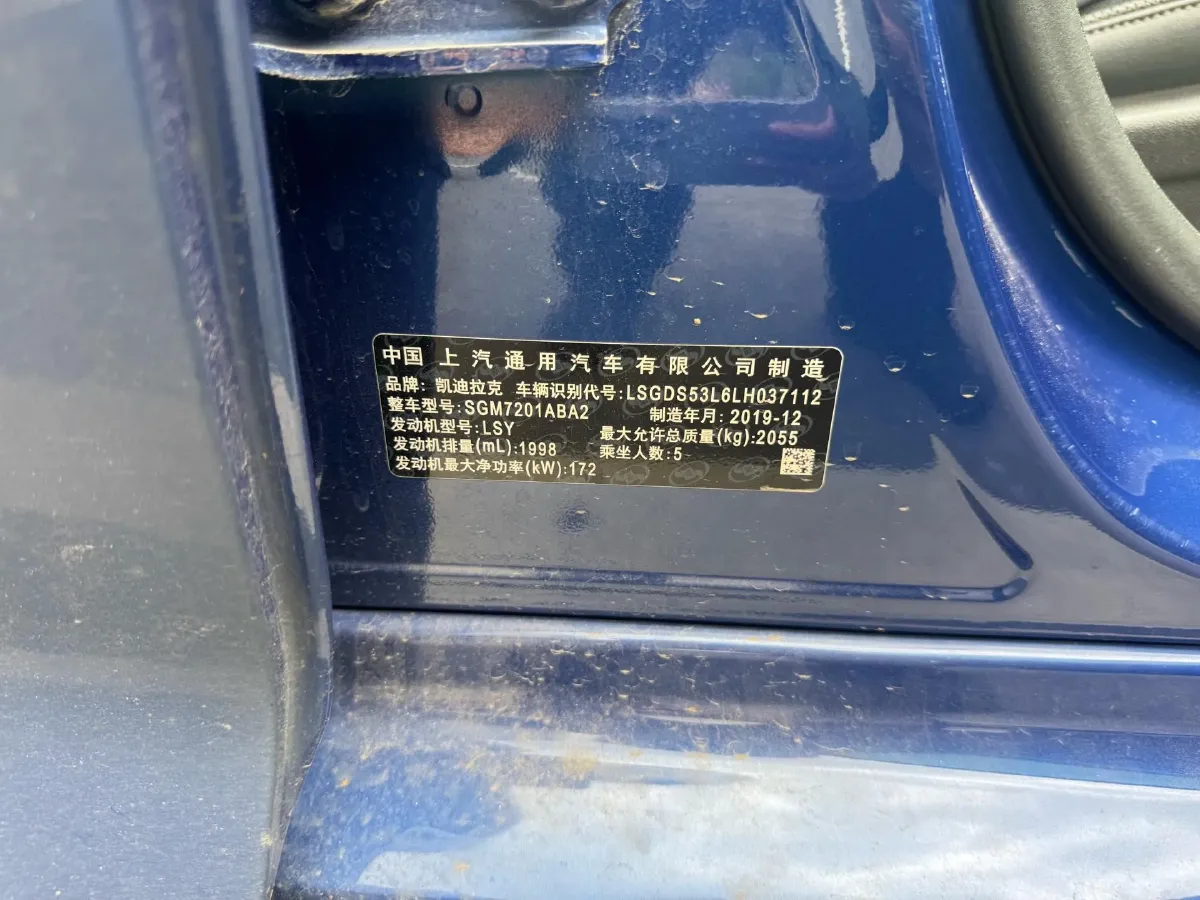 中国 上汽通用汽车有限公司制造
品牌: 凯迪拉克 车辆识别代号:LSGDS53L6LH037112
整车型号:SGM7201ABA2 制造年月:2019-12
发动机型号:LSY 最大允许总质量(kg):2055
发动机排量(mL):1998 乘坐人数:5
发动机最大净功率(kW):172